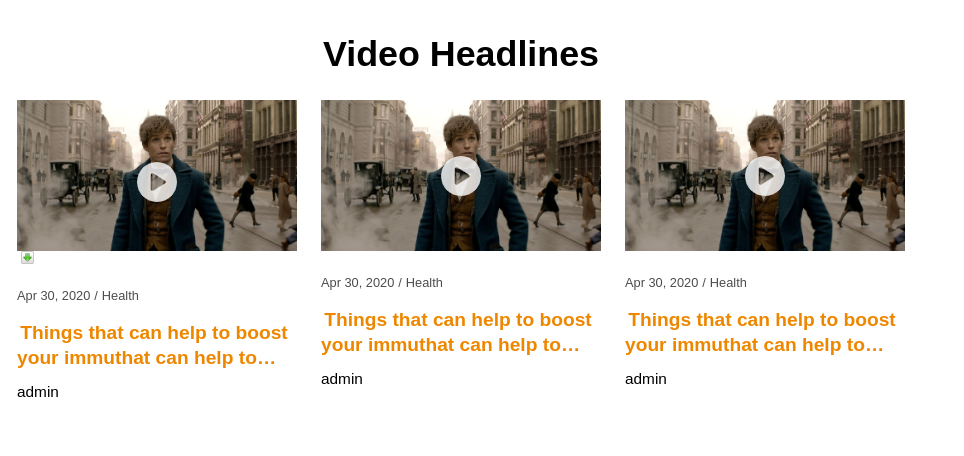 Video Headlines
Apr 30, 2020 / Health
Things that can help to boost
your immuthat can help to…
admin
Apr 30, 2020 / Health
Things that can help to boost
your immuthat can help to…
admin
Apr 30, 2020 / Health
Things that can help to boost
your immuthat can help to…
admin